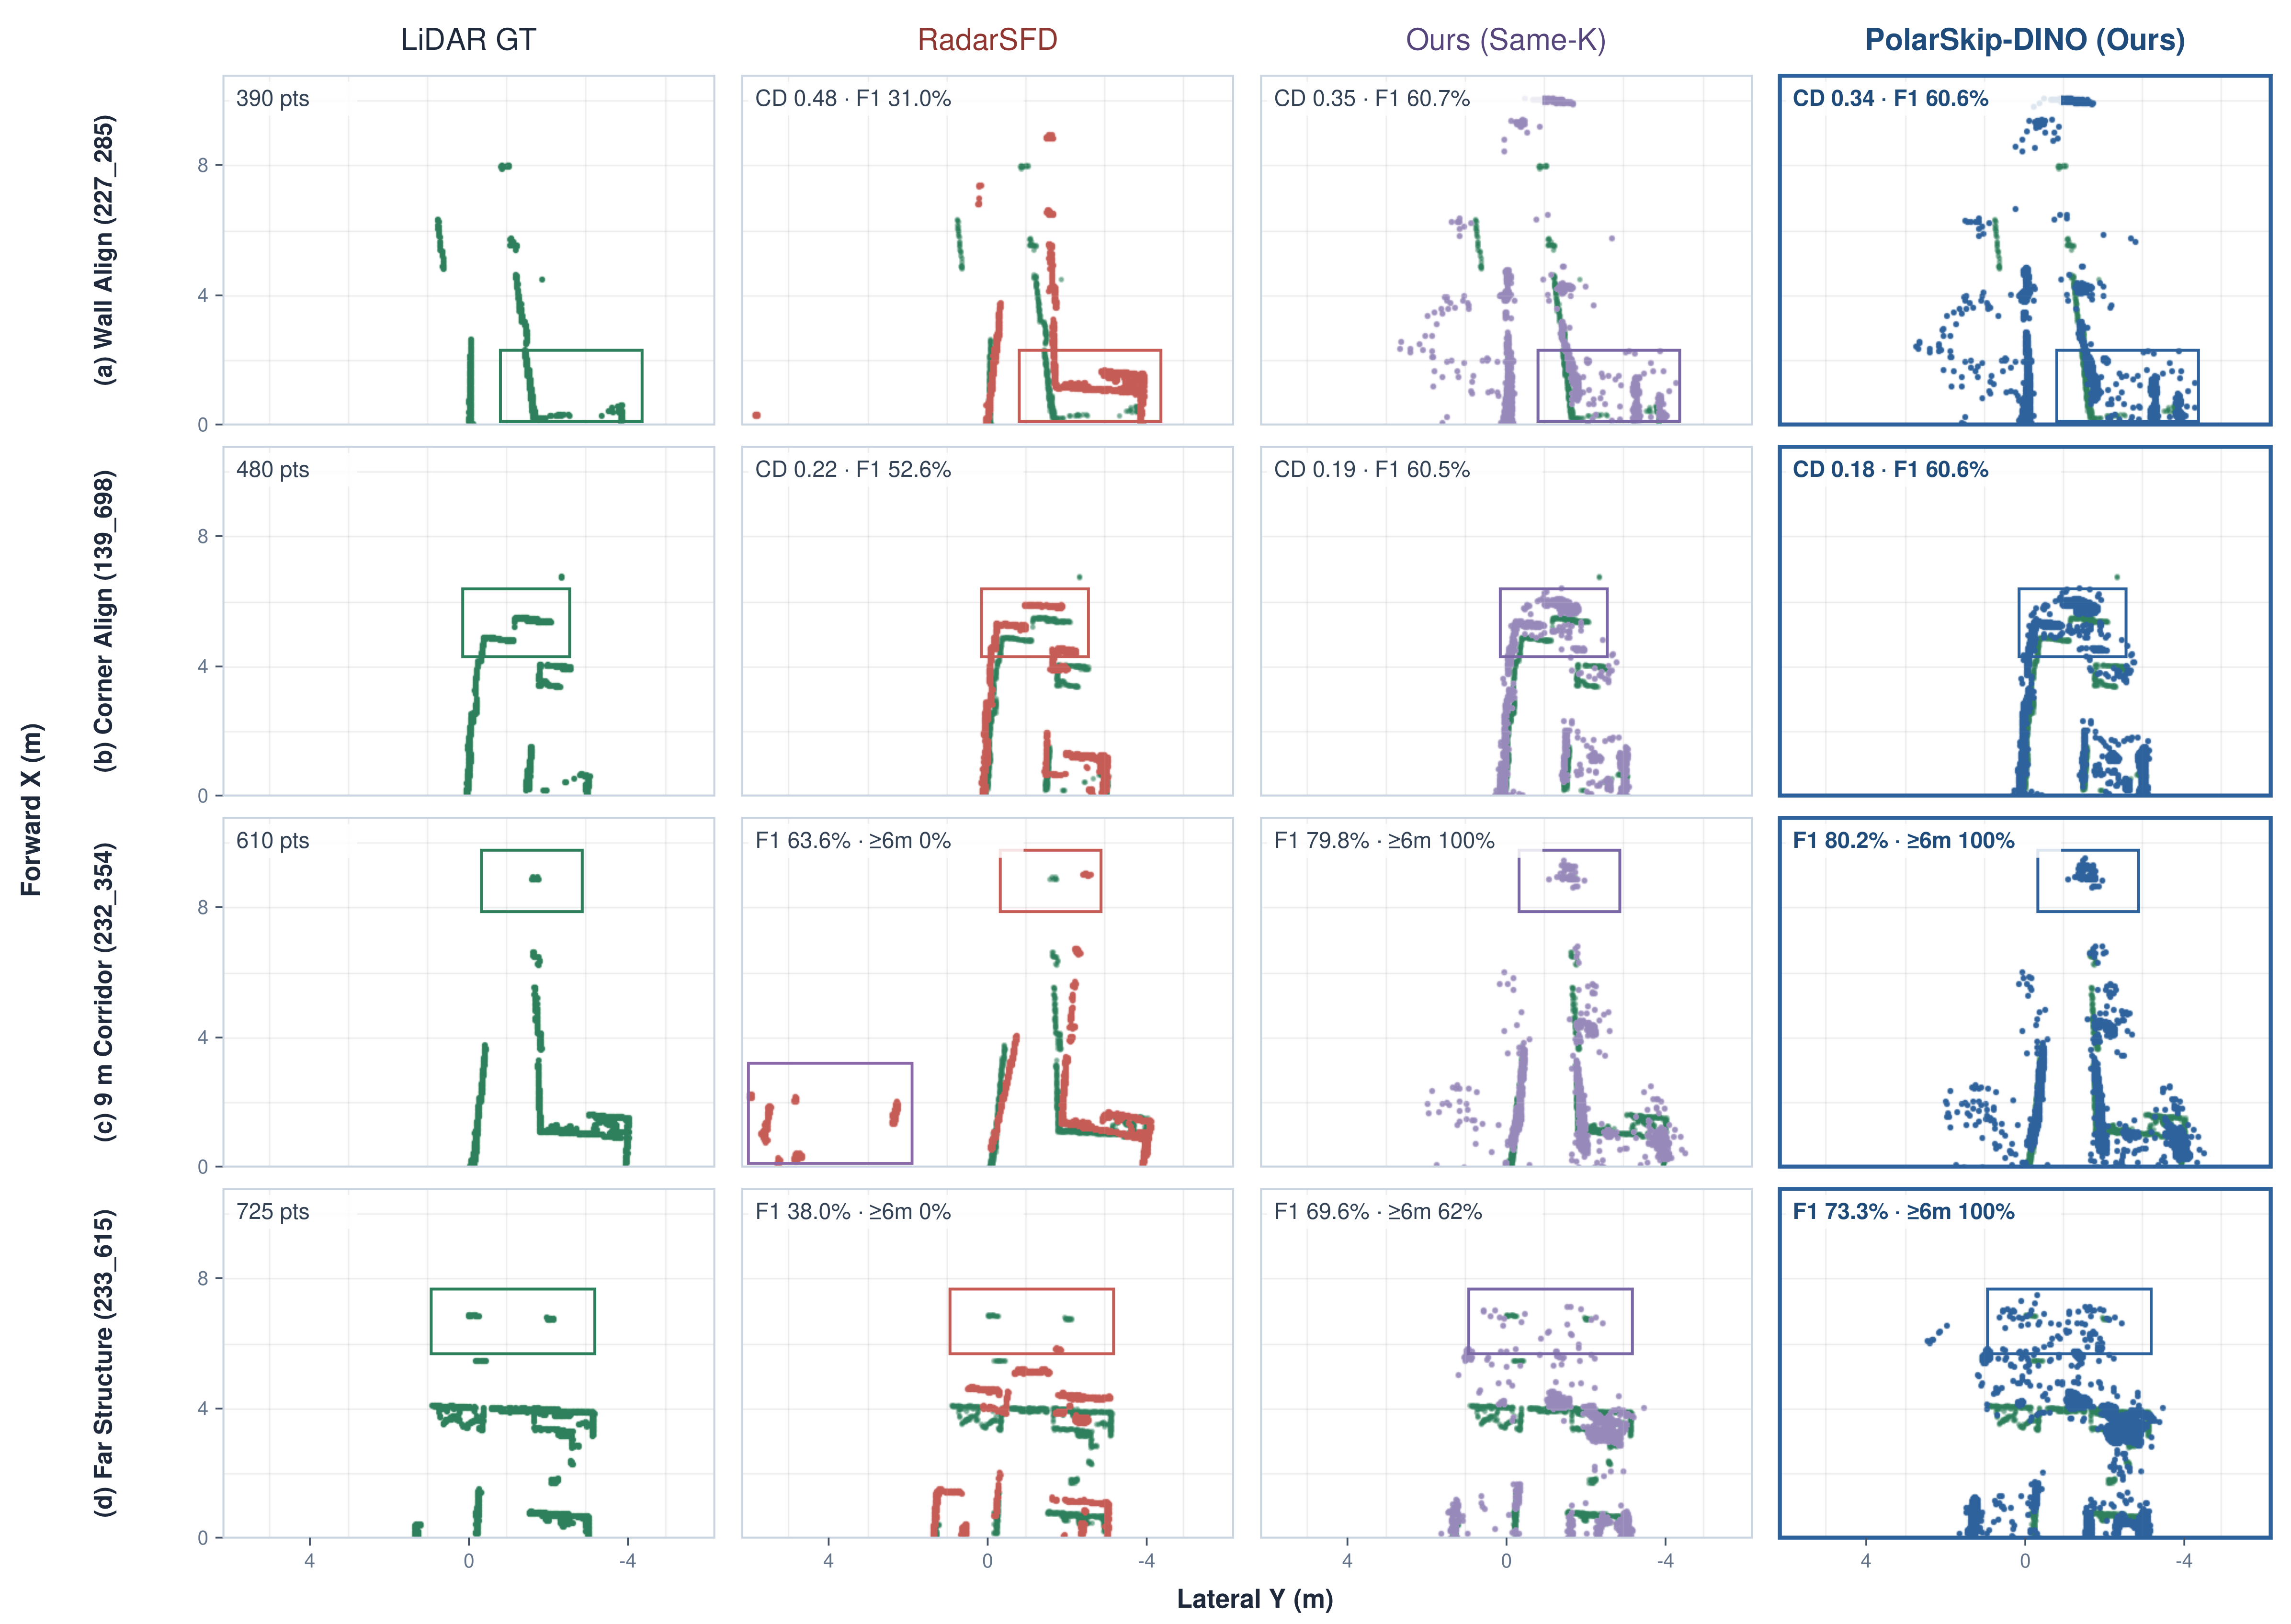 LiDAR GT
RadarSFD
Ours (Same-K)
PolarSkip-DINO (Ours)
Forward X (m)
(a) Wall Align (227_285)
8
4
0
390 pts
CD 0.48 · F1 31.0%
CD 0.35 · F1 60.7%
CD 0.34 · F1 60.6%
(b) Corner Align (139_698)
8
4
0
480 pts
CD 0.22 · F1 52.6%
CD 0.19 · F1 60.5%
CD 0.18 · F1 60.6%
(c) 9 m Corridor (232_354)
8
4
0
610 pts
F1 63.6% · ≥6m 0%
F1 79.8% · ≥6m 100%
F1 80.2% · ≥6m 100%
(d) Far Structure (233_615)
8
4
0
725 pts
F1 38.0% · ≥6m 0%
F1 69.6% · ≥6m 62%
F1 73.3% · ≥6m 100%
4 0 -4
4 0 -4
4 0 -4
4 0 -4
Lateral Y (m)